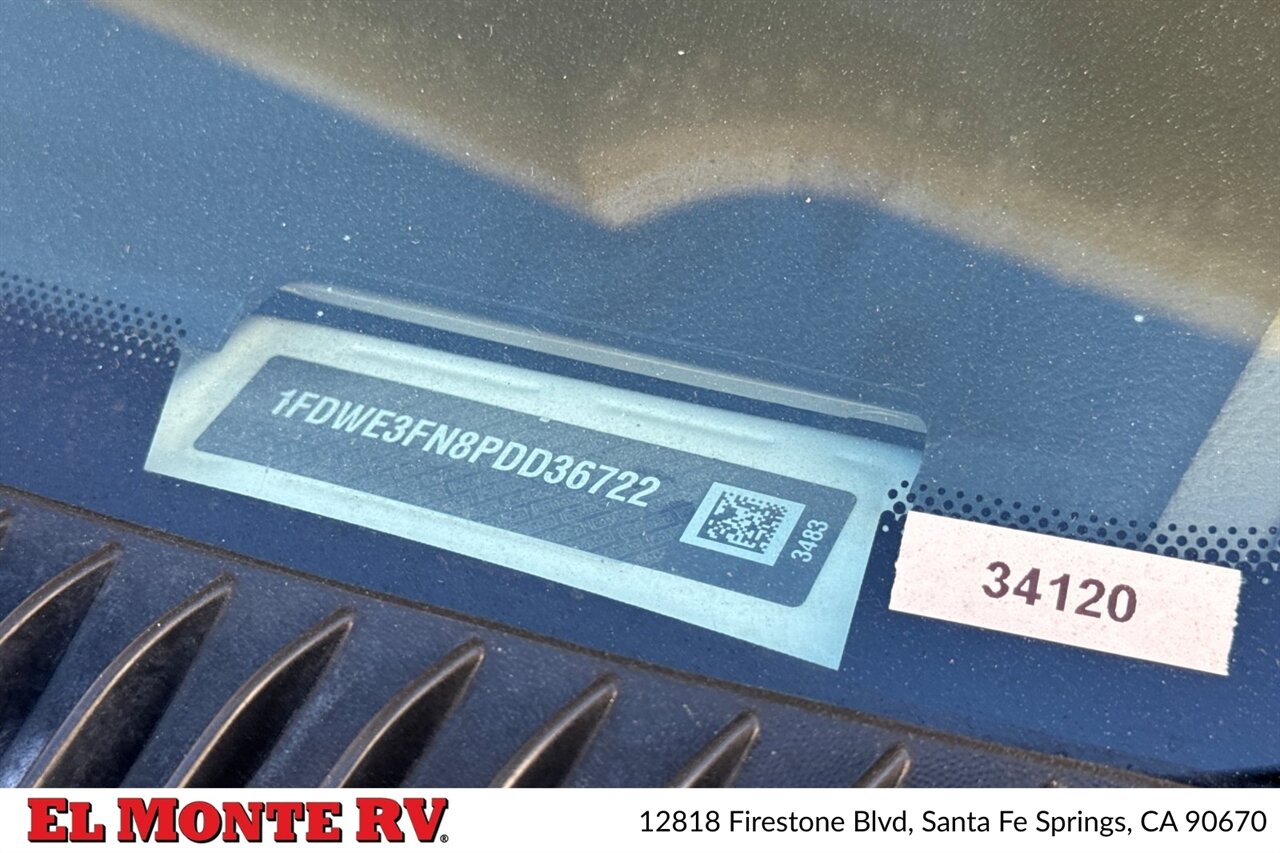 1FDWE3FN8PDD36722
3483
34120
EL MONTE RV®
12818 Firestone Blvd, Santa Fe Springs, CA 90670